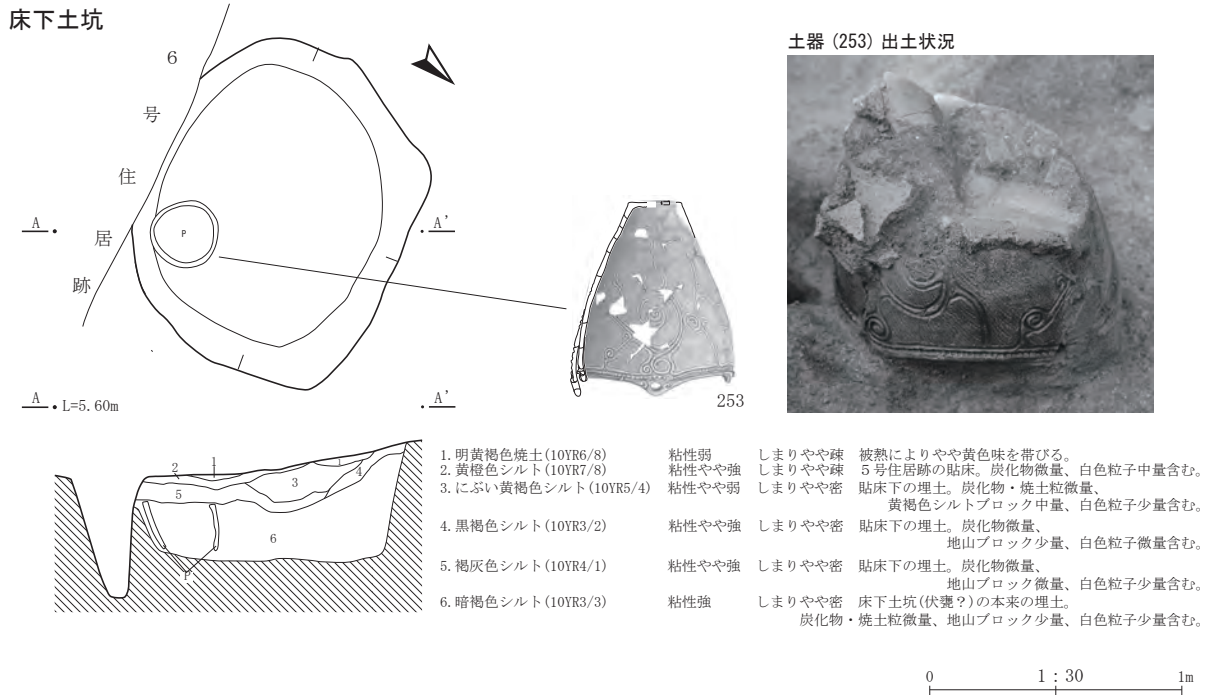 床下土坑
土器 (253) 出土状況
6
号
住
居
跡
P
A
A'
253
A
L=5.60m
A'
1
2
3
1
4
5
6
P
1. 明黄褐色焼土(10YR6/8) 粘性弱 しまりやや疎 被熱によりやや黄色味を帯びる。
2. 黄橙色シルト(10YR7/8) 粘性やや強 しまりやや疎 5号住居跡の貼床。炭化物微量、白色粒子中量含む。
3. にぶい黄褐色シルト(10YR5/4) 粘性やや弱 しまりやや密 貼床下の埋土。炭化物・焼土粒微量、
黄褐色シルトブロック中量、白色粒子少量含む。
4. 黒褐色シルト(10YR3/2) 粘性やや強 しまりやや密 貼床下の埋土。炭化物微量、
地山ブロック少量、白色粒子微量含む。
5. 褐灰色シルト(10YR4/1) 粘性やや強 しまりやや密 貼床下の埋土。炭化物微量、
地山ブロック微量、白色粒子少量含む。
6. 暗褐色シルト(10YR3/3) 粘性強 しまりやや密 床下土坑(伏甕？)の本来の埋土。
炭化物・焼土粒微量、地山ブロック少量、白色粒子少量含む。
0 1：30 1m